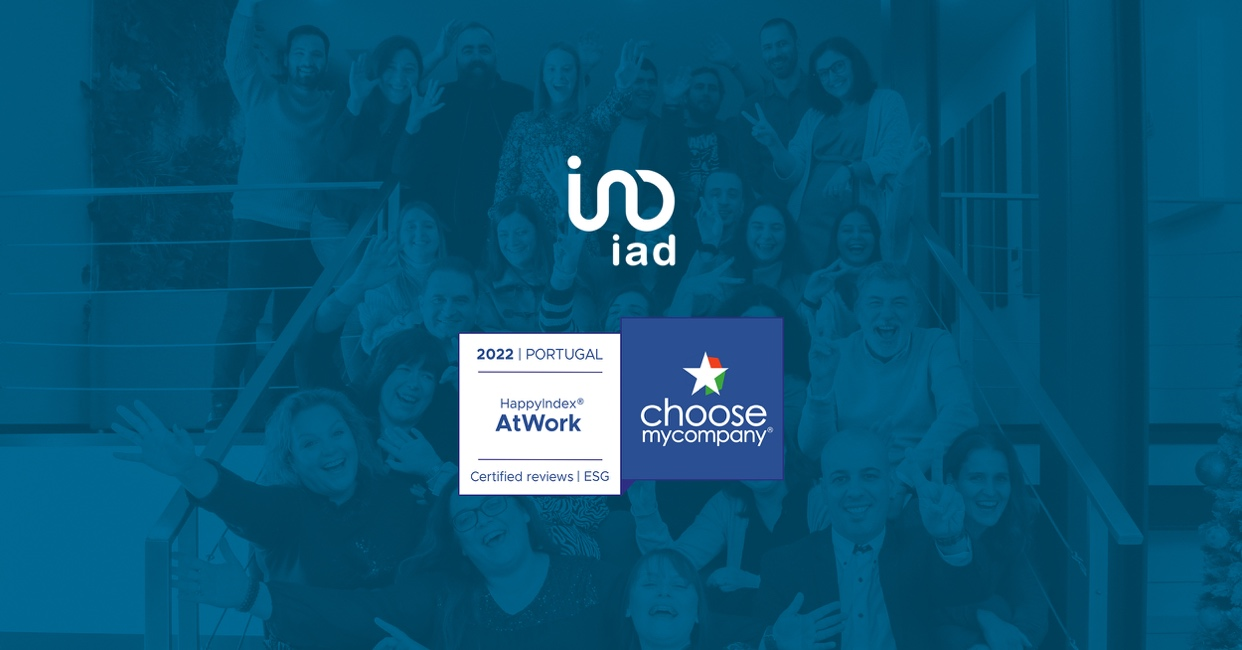 iad
2022 | PORTUGAL
HappyIndex®
AtWork
Certified reviews | ESG
choose
mycompany®